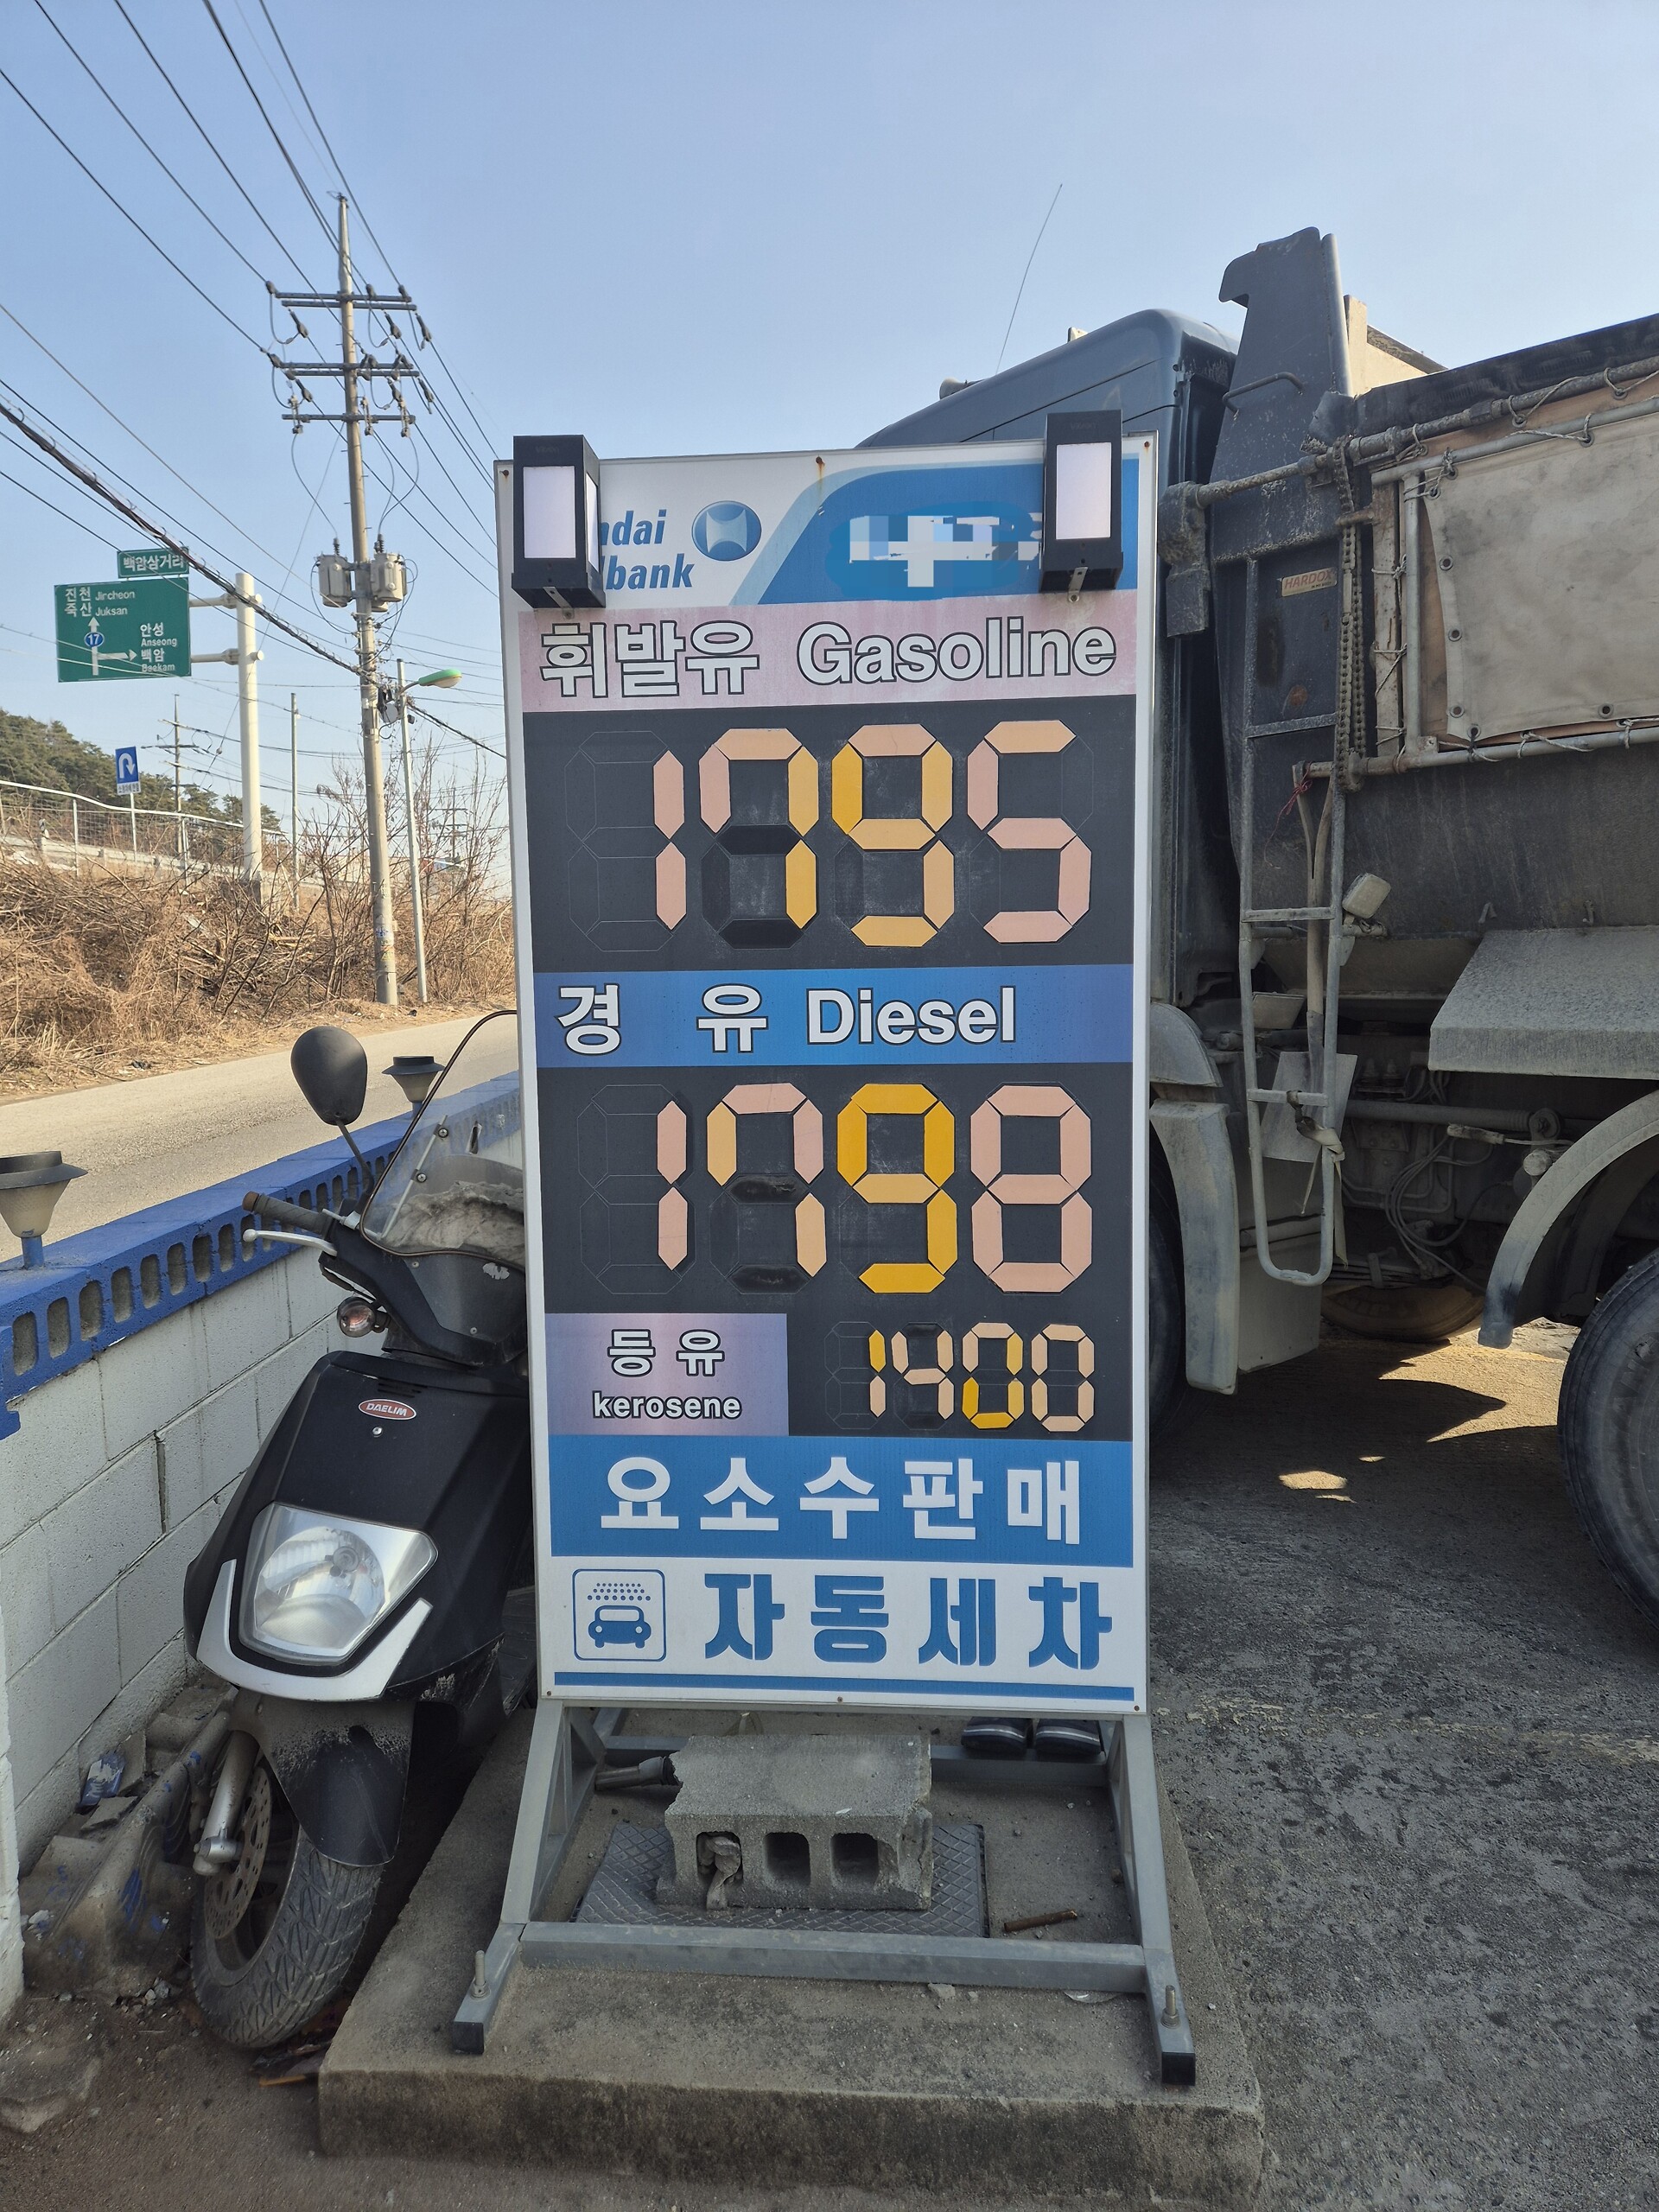 백암삼거리
진천 Jincheon
죽산 Juksan
17
안성
Anseong
백암
Baekam
ndai
lbank
휘발유 Gasoline
1795
경 유 Diesel
1798
등 유
kerosene
1400
요소수판매
자동세차
DAELIM
HARDOX